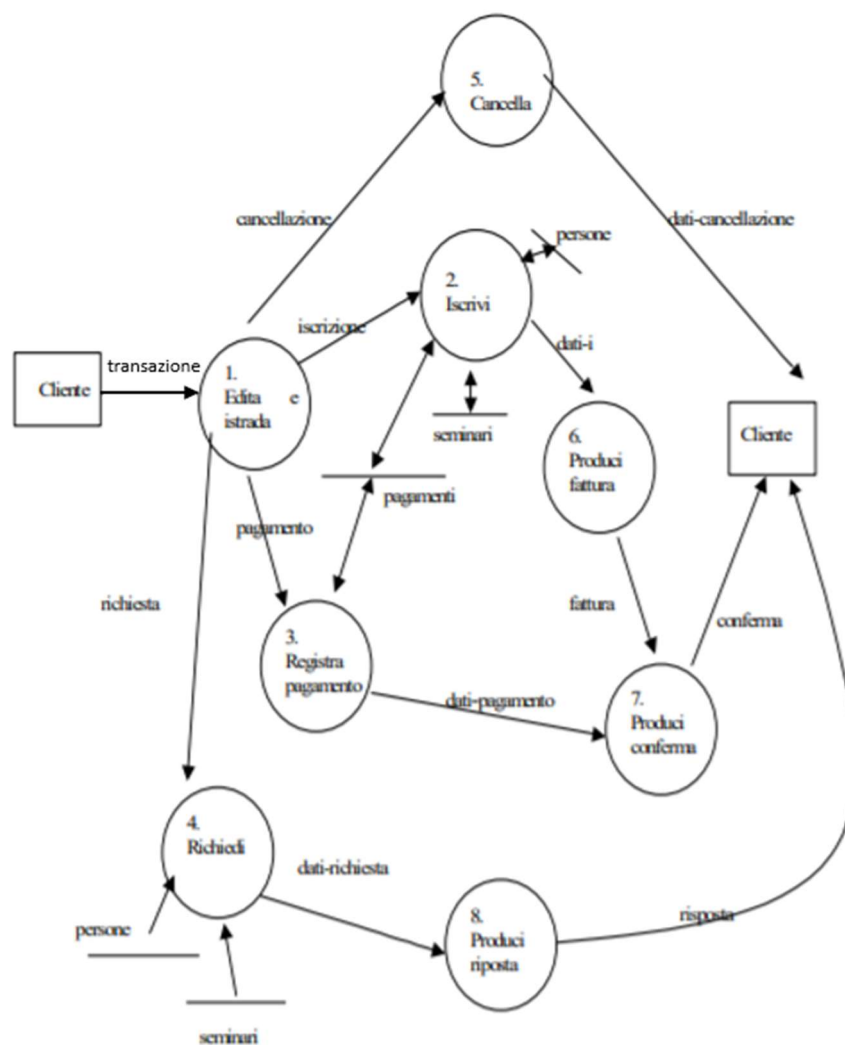 5.
Cancella
cancellazione
dati-cancellazione
persone
2.
Iscrivi
iscrizione
dati-i
transazione
Cliente
1.
Edita e
istrada
seminari
6.
Produci
fattura
Cliente
pagamenti
pagamento
richiesta
fattura
conferma
3.
Registra
pagamento
dati-pagamento
7.
Produci
conferma
4.
Richiedi
dati-richiesta
persone
8.
Produci
riposta
risposta
seminari